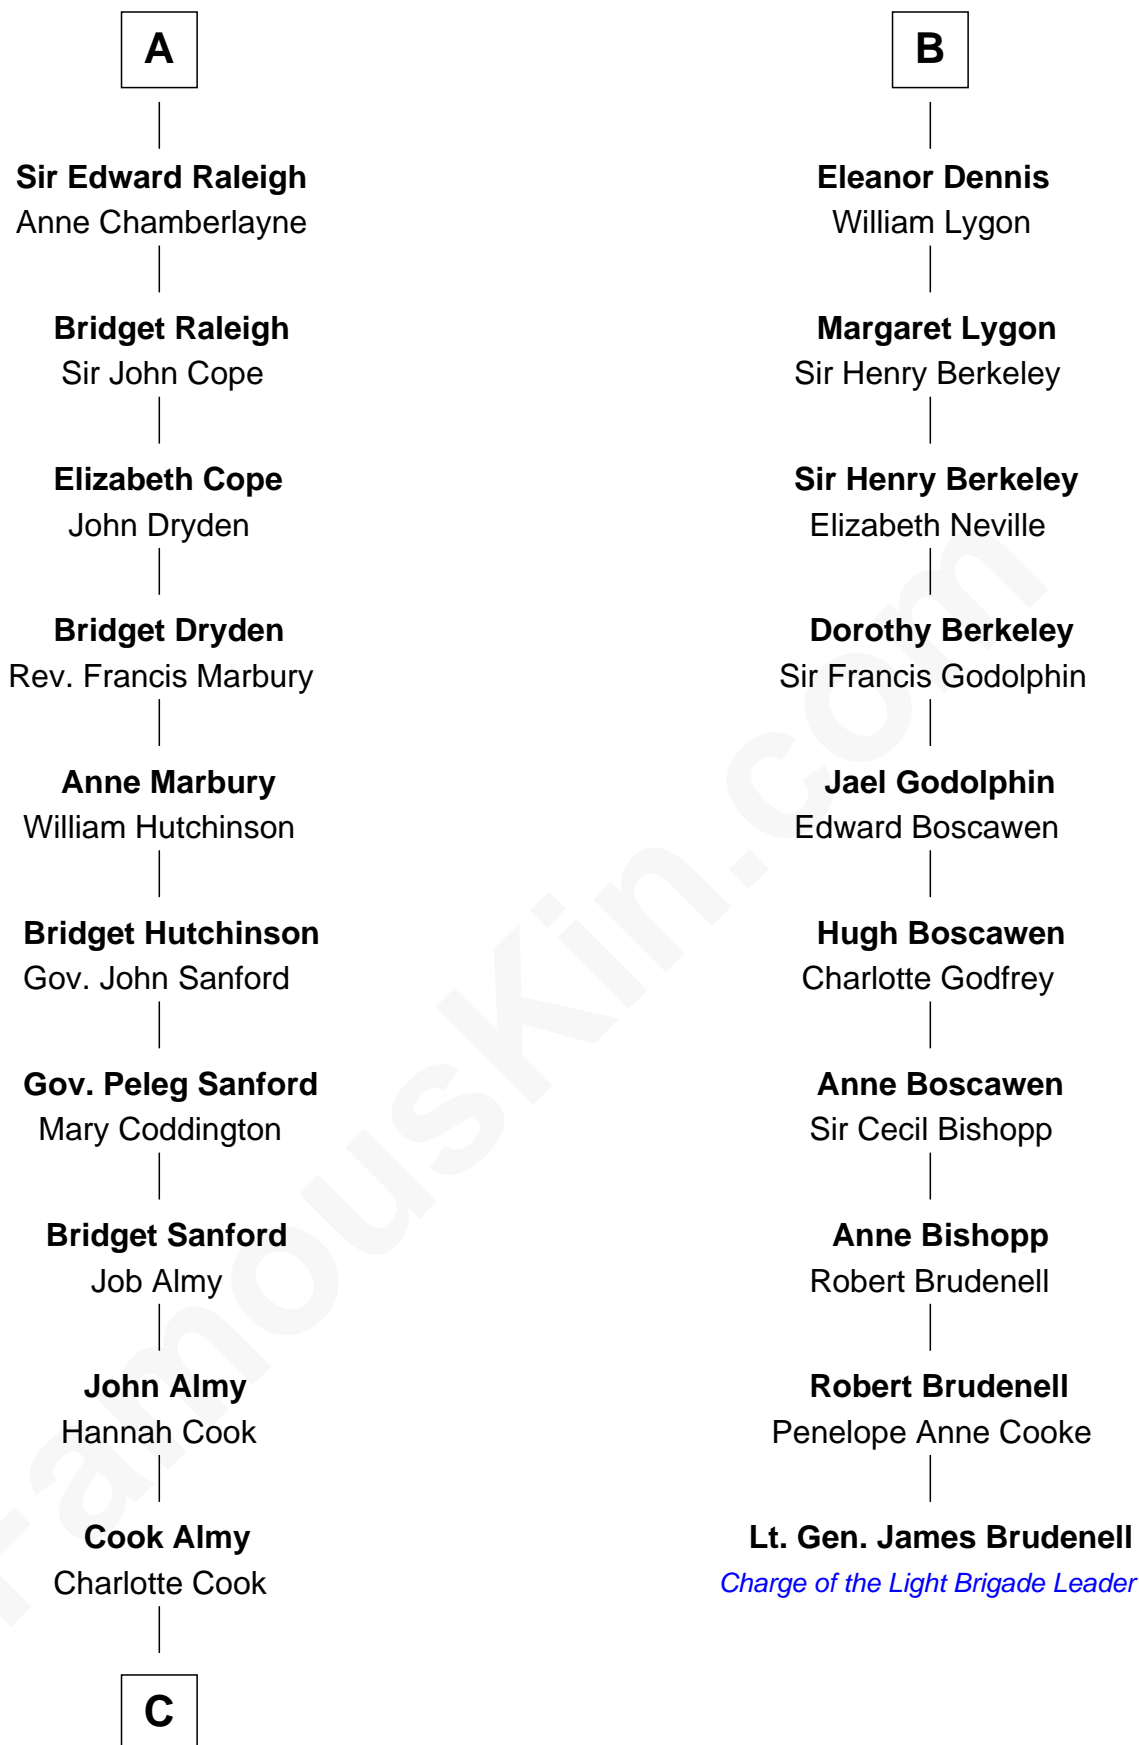 A
Sir Edward Raleigh
Anne Chamberlayne
Bridget Raleigh
Sir John Cope
Elizabeth Cope
John Dryden
Bridget Dryden
Rev. Francis Marbury
Anne Marbury
William Hutchinson
Bridget Hutchinson
Gov. John Sanford
Gov. Peleg Sanford
Mary Coddington
Bridget Sanford
Job Almy
John Almy
Hannah Cook
Cook Almy
Charlotte Cook
C
B
Eleanor Dennis
William Lygon
Margaret Lygon
Sir Henry Berkeley
Sir Henry Berkeley
Elizabeth Neville
Dorothy Berkeley
Sir Francis Godolphin
Jael Godolphin
Edward Boscawen
Hugh Boscawen
Charlotte Godfrey
Anne Boscawen
Sir Cecil Bishopp
Anne Bishopp
Robert Brudenell
Robert Brudenell
Penelope Anne Cooke
Lt. Gen. James Brudenell
Charge of the Light Brigade Leader
FamousKin.com